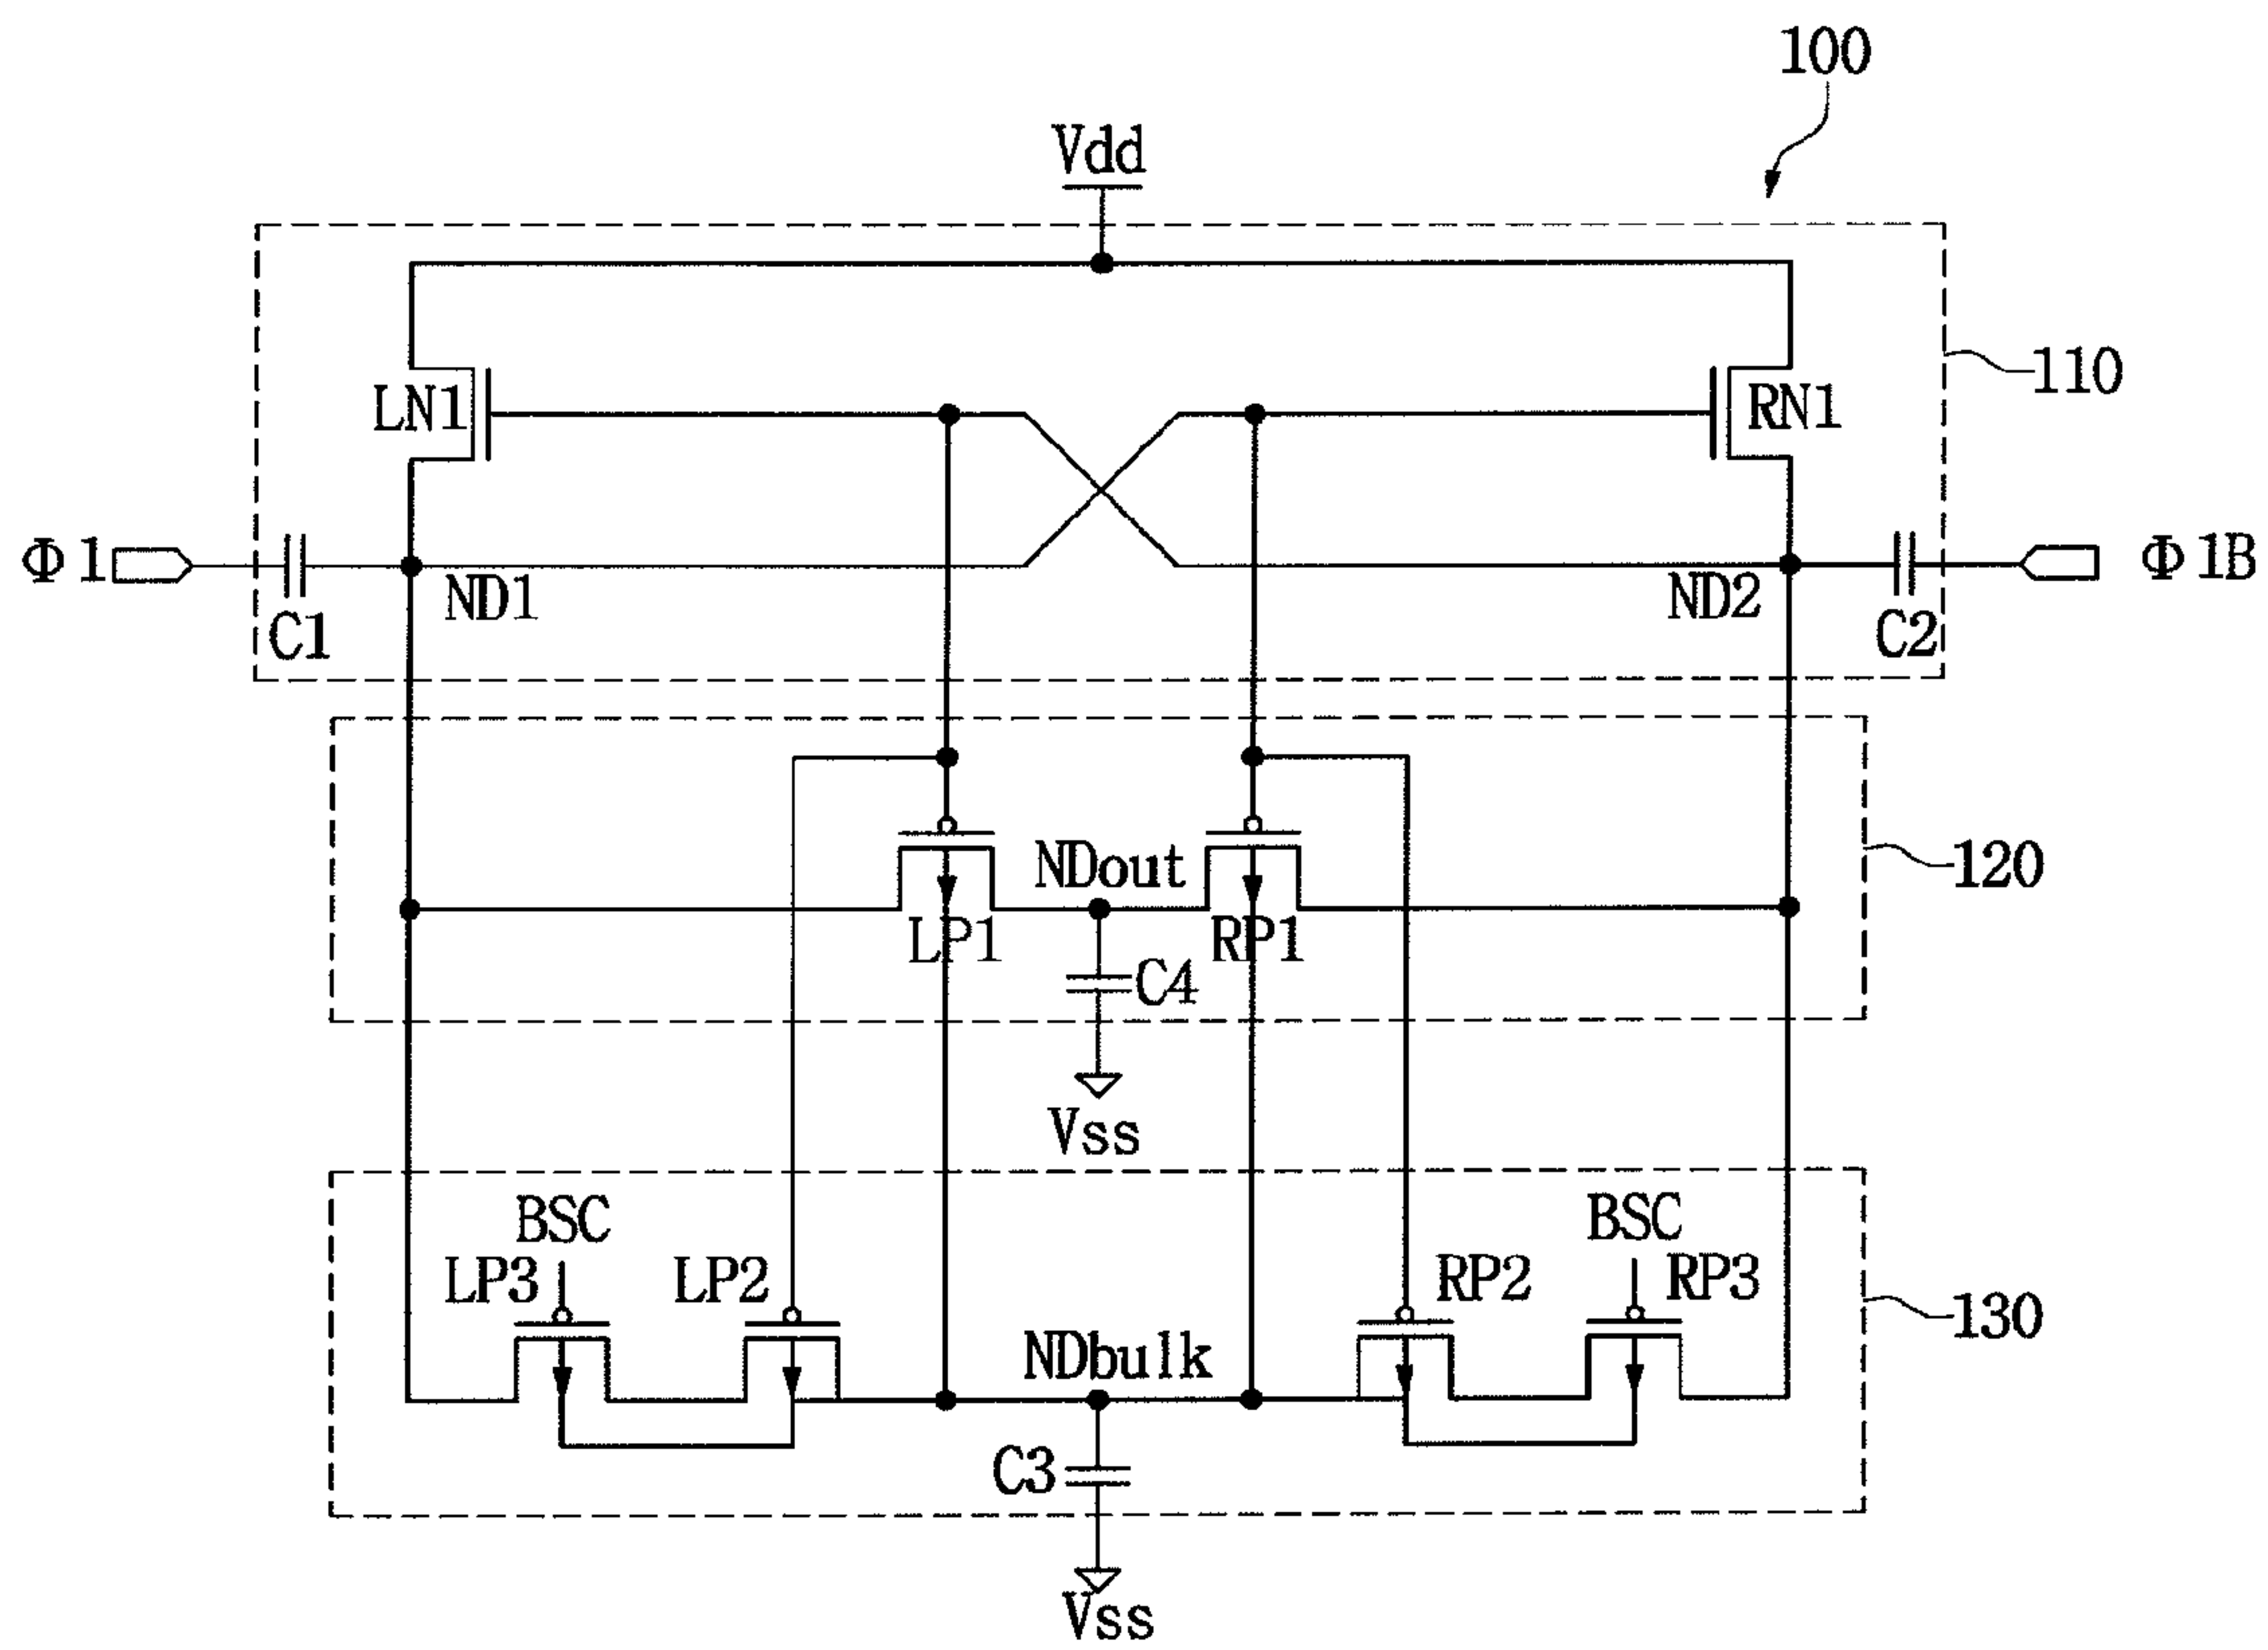 100
Vdd
110
LN1
RN1
Φ1
ND1
ND2
Φ1B
C1
C2
120
NDout
LP1
RP1
C4
Vss
BSC
BSC
LP3
LP2
RP2
RP3
130
NDbulk
C3
Vss